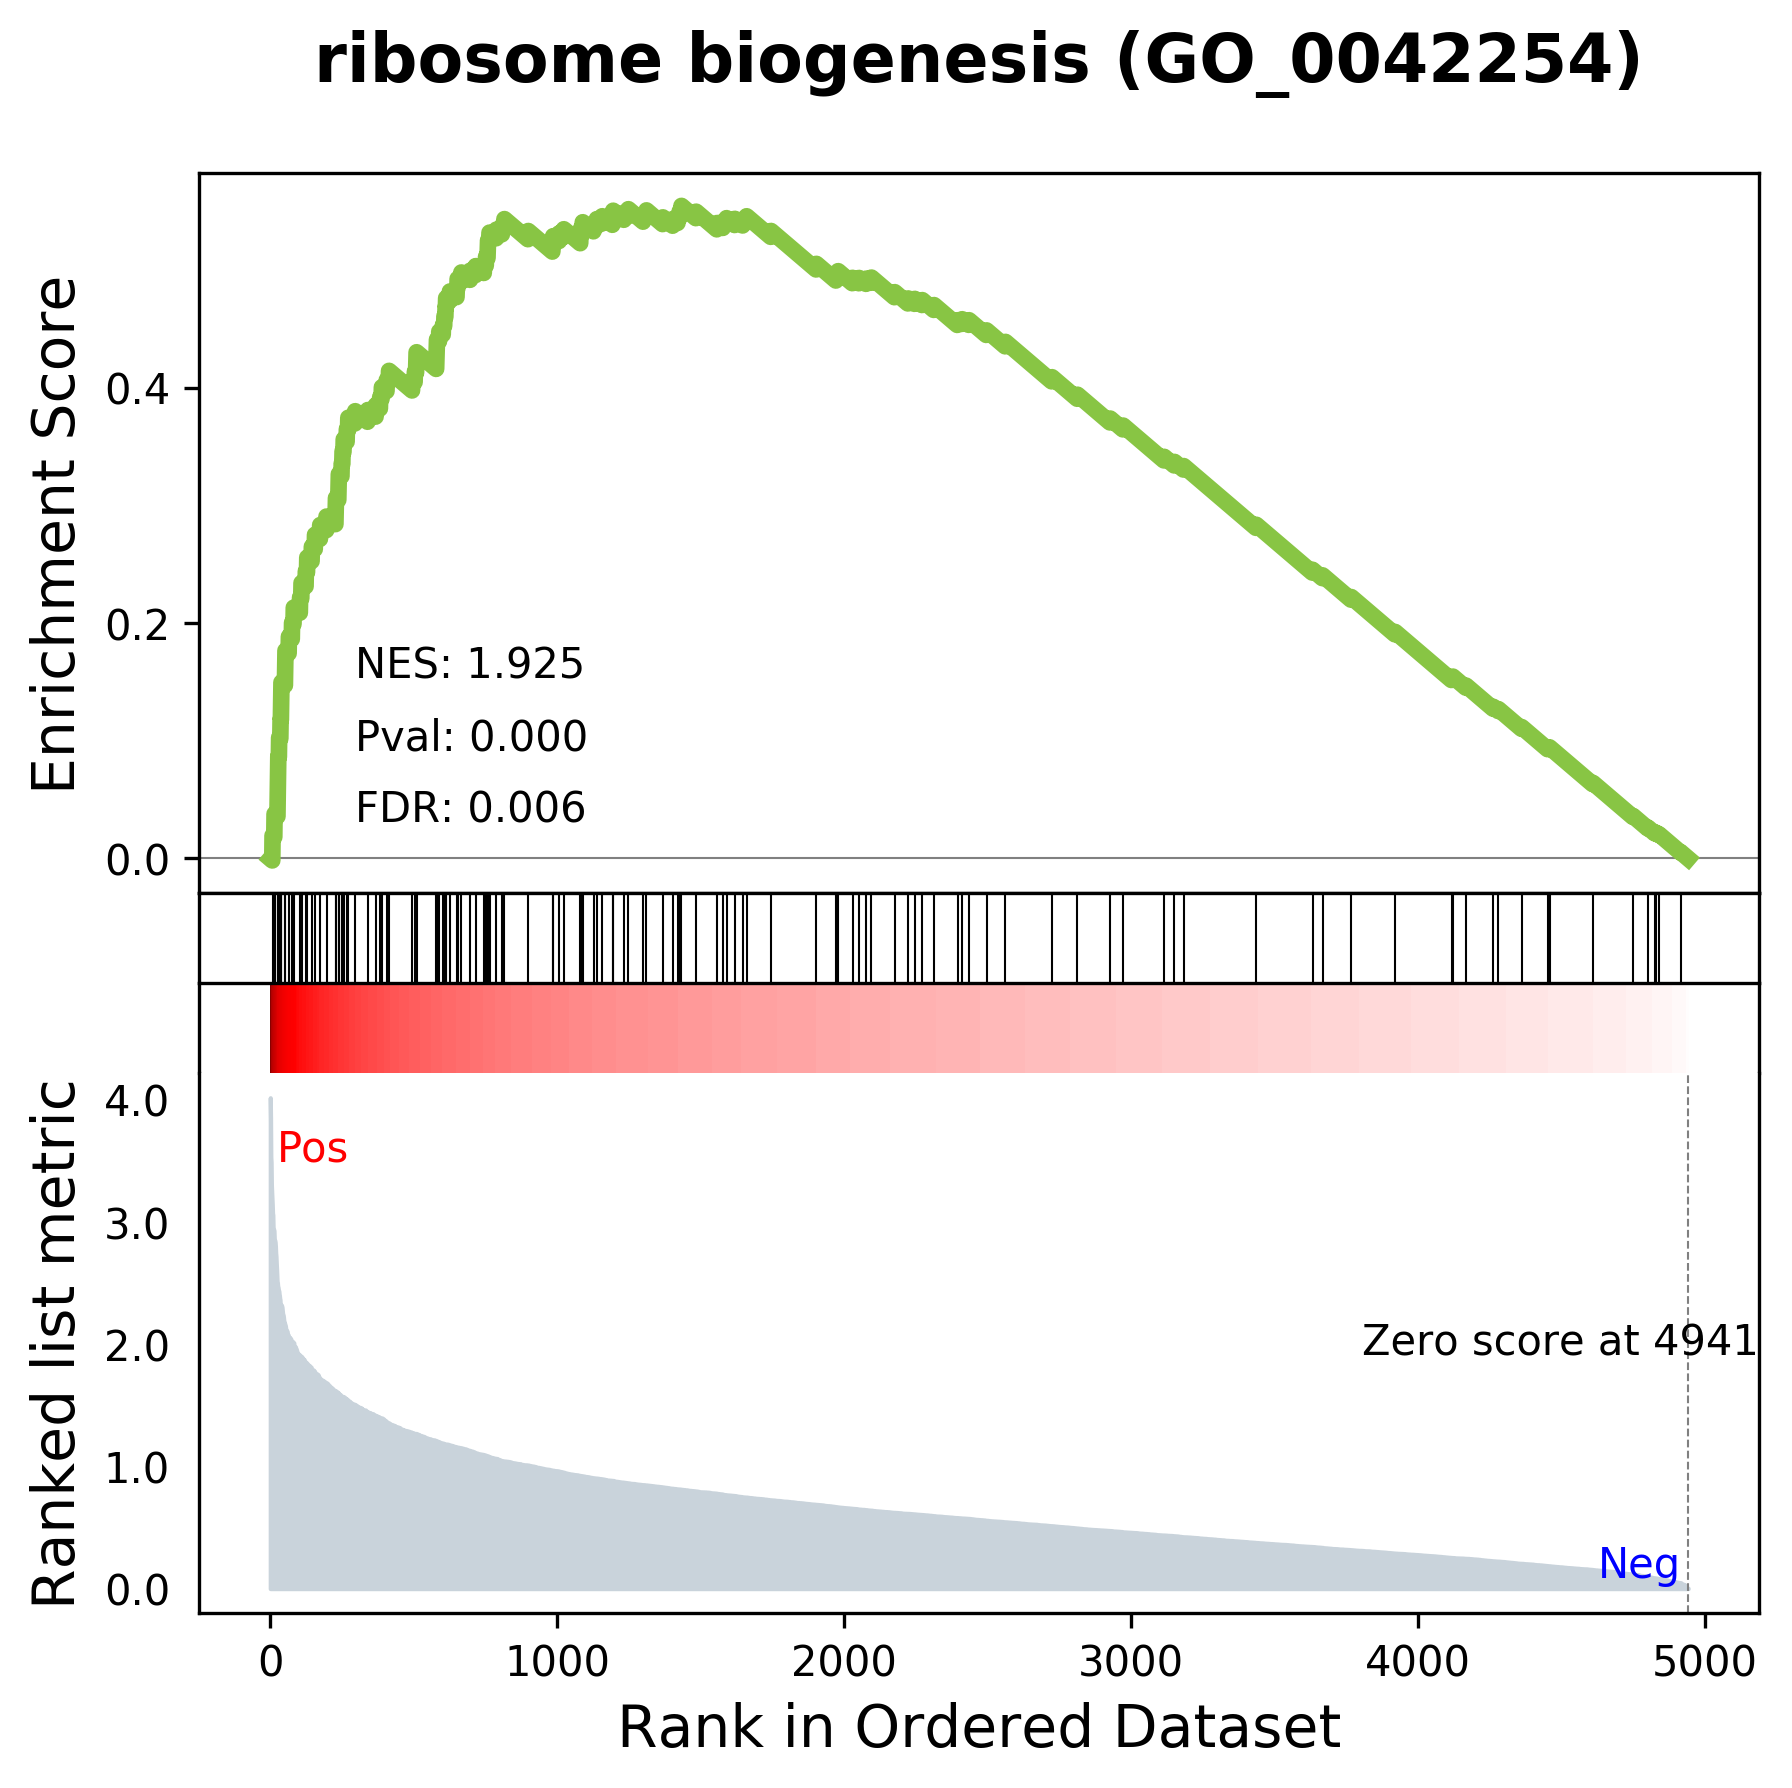 ribosome biogenesis (GO_0042254)
Enrichment Score
0.4
0.2
0.0
NES: 1.925
Pval: 0.000
FDR: 0.006
Ranked list metric
4.0
3.0
2.0
1.0
0.0
Pos
Zero score at 4941
Neg
0 1000 2000 3000 4000 5000
Rank in Ordered Dataset